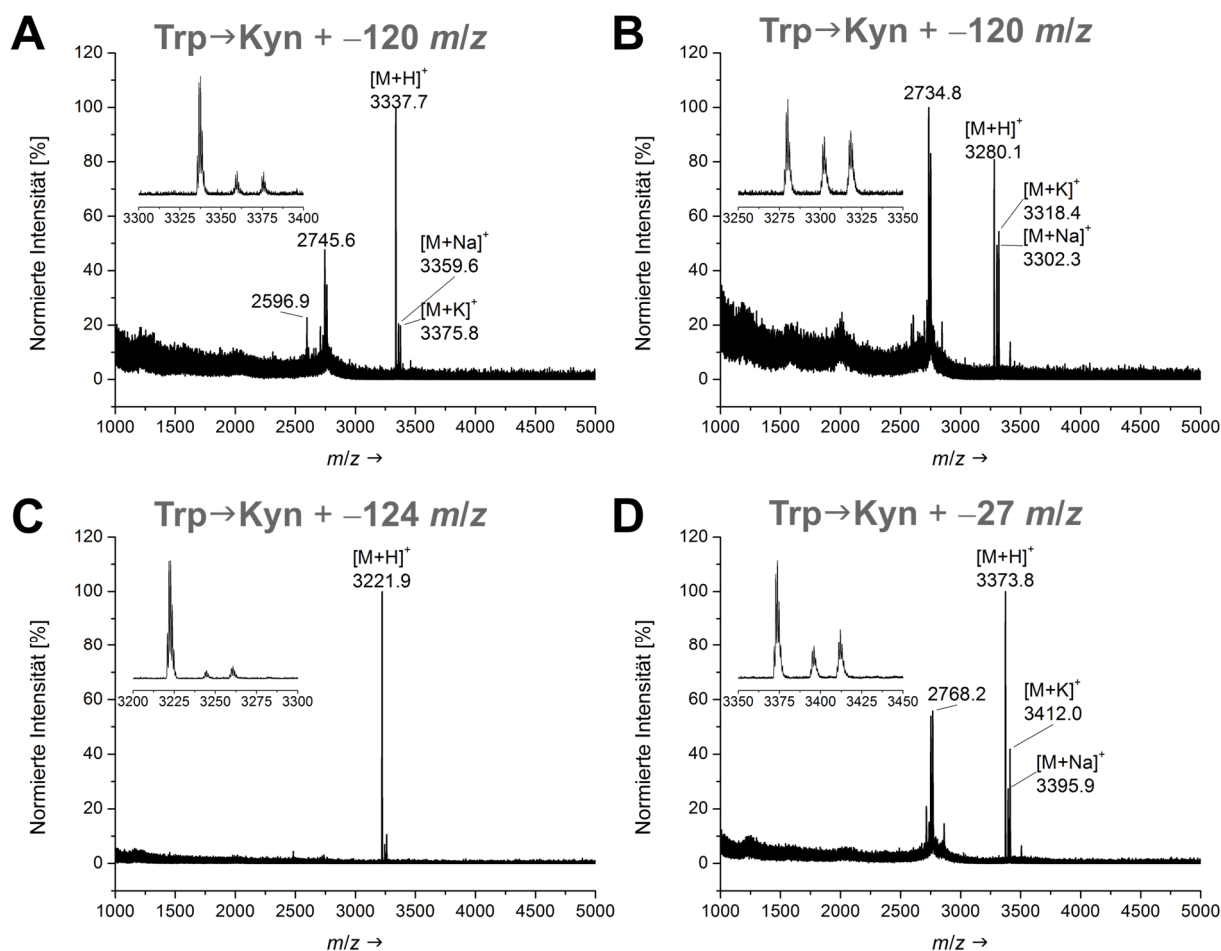 A
Trp→Kyn + –120 m/z
Normierte Intensität [%]
120
100
80
60
40
20
0
[M+H]+
3337.7
3300 3325 3350 3375 3400
2745.6
2596.9
[M+Na]+
3359.6
[M+K]+
3375.8
1000 1500 2000 2500 3000 3500 4000 4500 5000
m/z →
B
Trp→Kyn + –120 m/z
Normierte Intensität [%]
120
100
80
60
40
20
0
2734.8
[M+H]+
3280.1
3250 3275 3300 3325 3350
[M+K]+
3318.4
[M+Na]+
3302.3
1000 1500 2000 2500 3000 3500 4000 4500 5000
m/z →
C
Trp→Kyn + –124 m/z
Normierte Intensität [%]
120
100
80
60
40
20
0
[M+H]+
3221.9
3200 3225 3250 3275 3300
1000 1500 2000 2500 3000 3500 4000 4500 5000
m/z →
D
Trp→Kyn + –27 m/z
Normierte Intensität [%]
120
100
80
60
40
20
0
[M+H]+
3373.8
3350 3375 3400 3425 3450
2768.2
[M+K]+
3412.0
[M+Na]+
3395.9
1000 1500 2000 2500 3000 3500 4000 4500 5000
m/z →